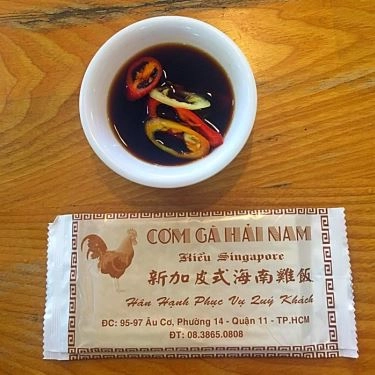 CƠM GÀ HẢI NAM
Kiểu Singapore
新加皮式海南雞飯
Hân Hạnh Phục Vụ Quý Khách
ĐC: 95-97 Âu Cơ, Phường 14 - Quận 11 - TP.HCM
ĐT: 08.3865.0808